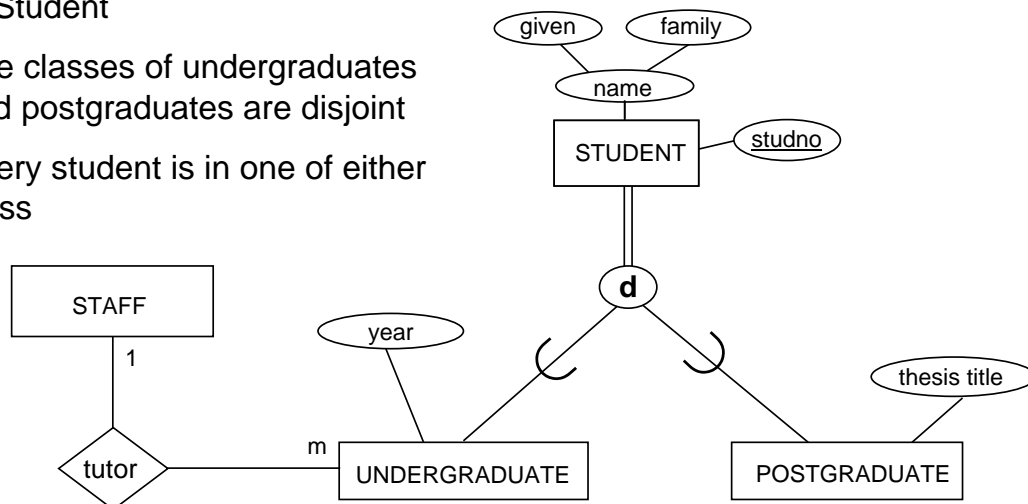 Student
e classes of undergraduates
d postgraduates are disjoint
ery student is in one of either
ss
given
family
name
STUDENT
studno
d
STAFF
1
year
thesis title
tutor
m
UNDERGRADUATE
POSTGRADUATE